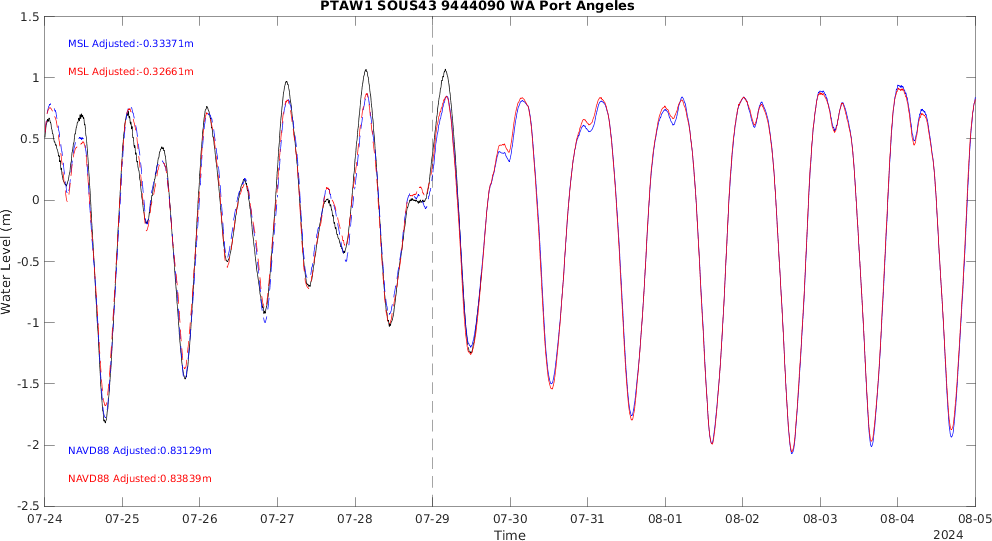 PTAW1 SOUS43 9444090 WA Port Angeles
MSL Adjusted:-0.33371m
MSL Adjusted:-0.32661m
NAVD88 Adjusted:0.83129m
NAVD88 Adjusted:0.83839m
Water Level (m)
1.5
1
0.5
0
-0.5
-1
-1.5
-2
-2.5
07-24 07-25 07-26 07-27 07-28 07-29 07-30 07-31 08-01 08-02 08-03 08-04 08-05
Time
2024